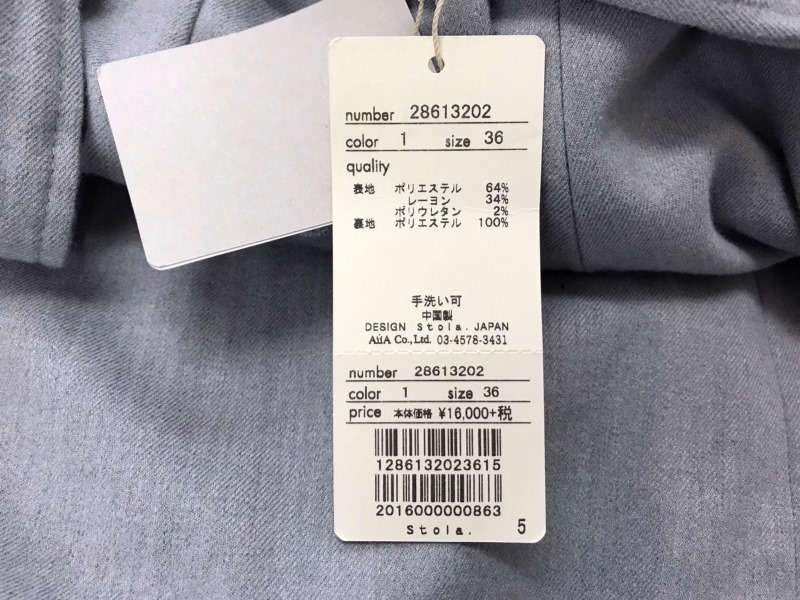 number 28613202
color 1 size 36
quality
表地 ポリエステル 64%
レーヨン 34%
ポリウレタン 2%
裏地 ポリエステル 100%
手洗い可
中国製
DESIGN Stola. JAPAN
AüA Co.,Ltd. 03-4578-3431
number 28613202
color 1 size 36
price 本体価格 ¥16,000+税
1286132023615
2016000000863
Stola. 5